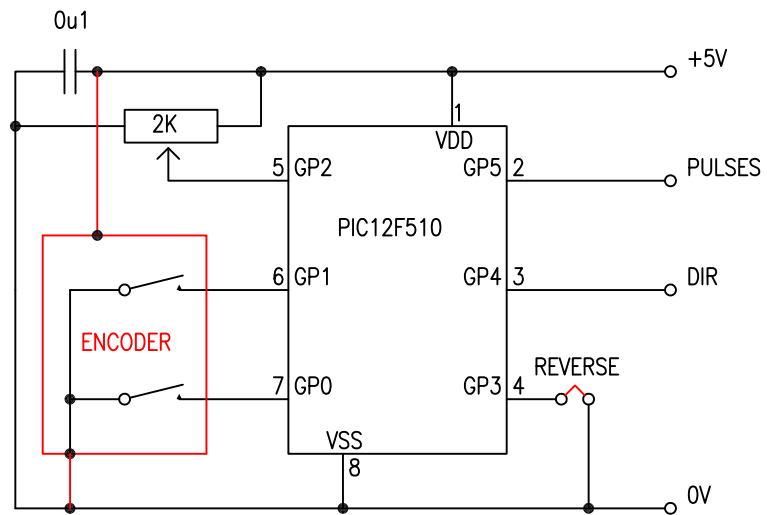 0u1
+5V
2K
1
VDD
5 GP2
GP5 2
PULSES
PIC12F510
6 GP1
GP4 3
DIR
ENCODER
REVERSE
7 GP0
GP3 4
VSS
8
0V